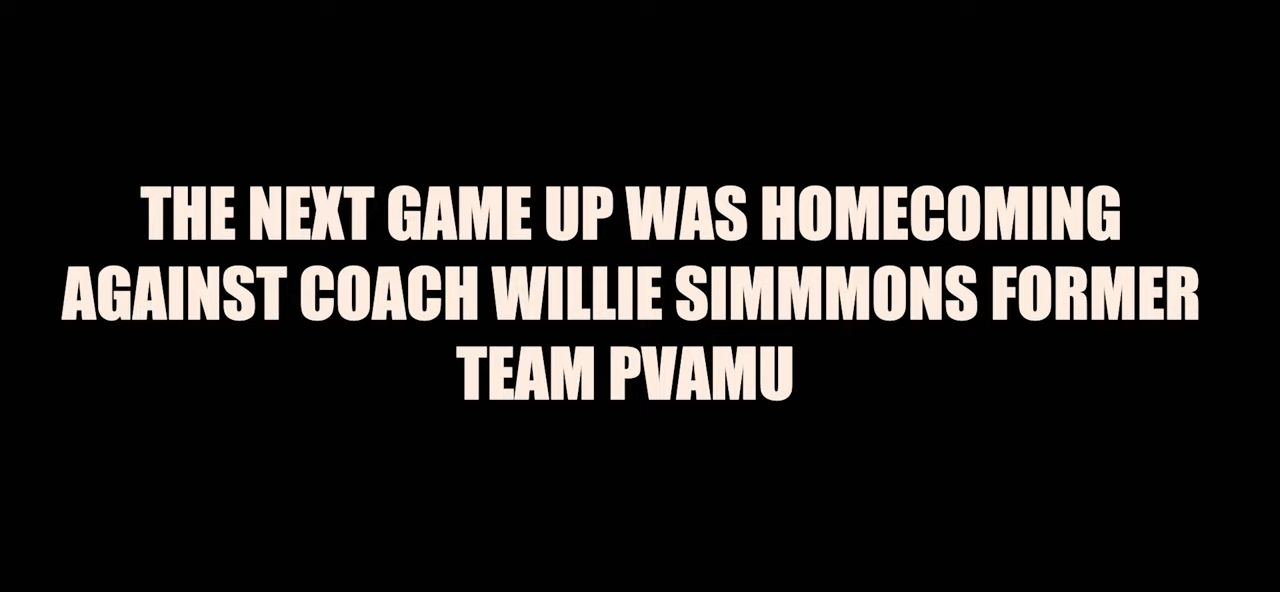 THE NEXT GAME UP WAS HOMECOMING
AGAINST COACH WILLIE SIMMMONS FORMER
TEAM PVAMU